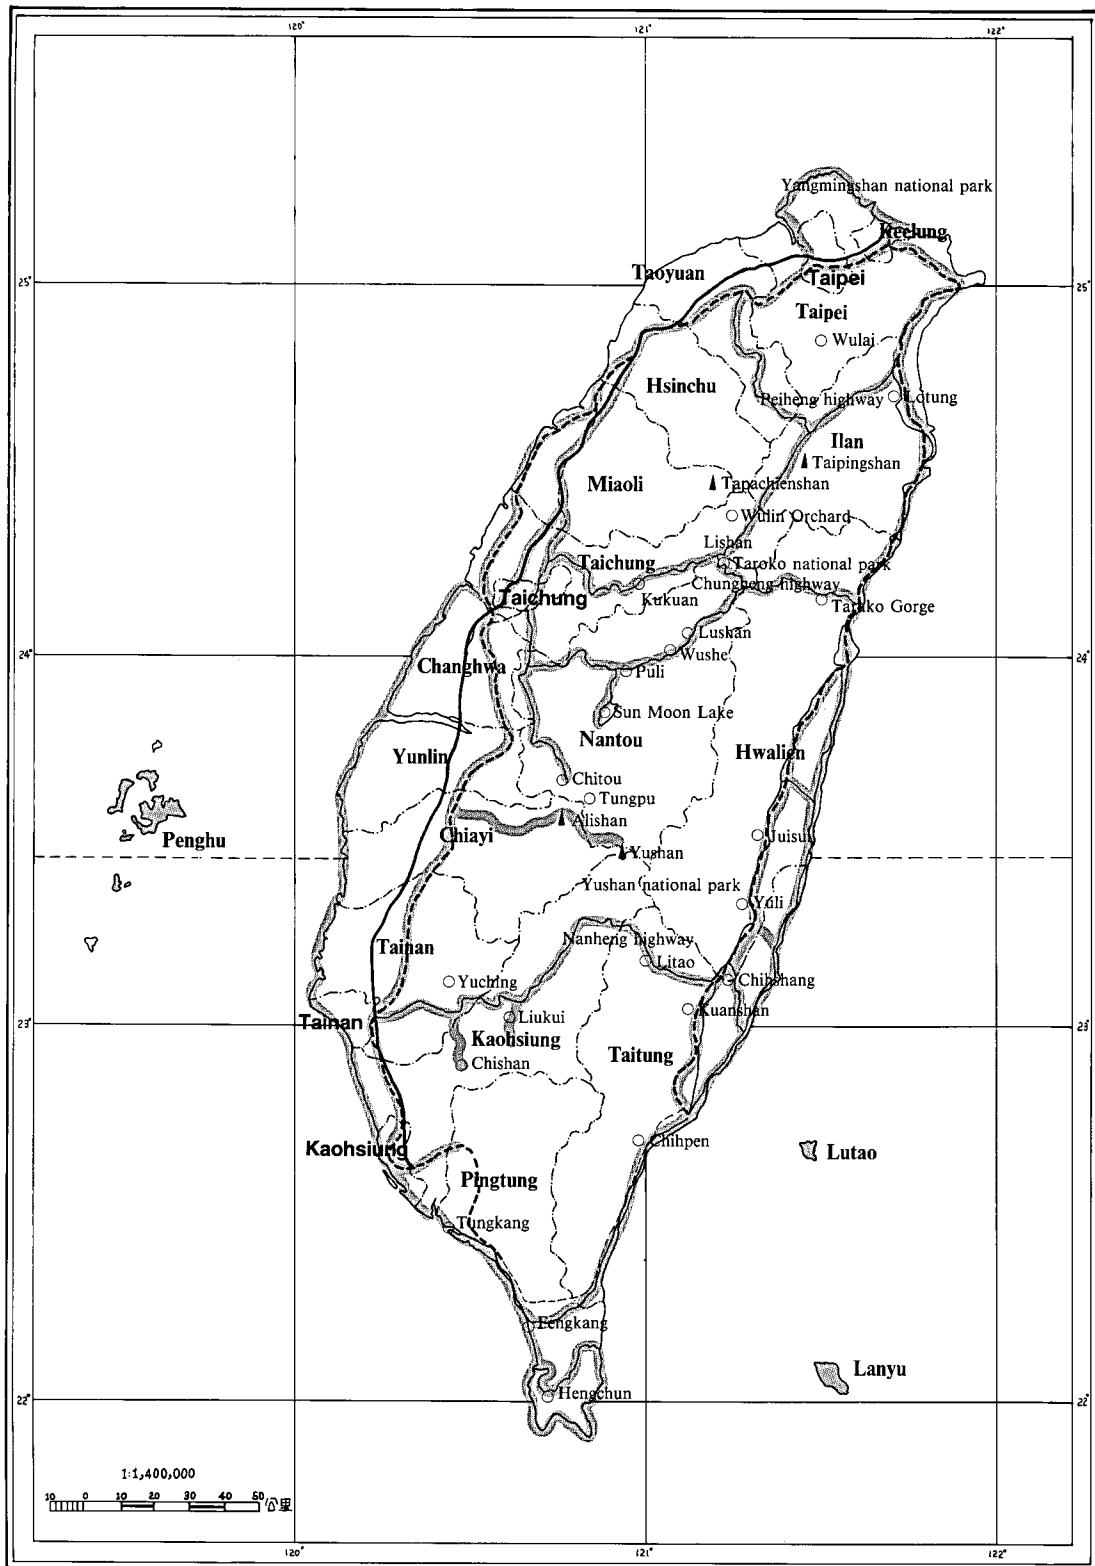 120°
121°
122°
Yangmingshan national park
Keelung
Taoyuan
25°
Taipei
25°
Taipei
Wulai
Hsinchu
Peiheng highway
Lotung
Ilan
Taipingshan
Miaoli
Tapachienshan
Wulin Orchard
Lishan
Taichung
Taroko national park
Chungheng highway
Taichung
Kukuan
Taroko Gorge
Lushan
Wushe
24°
Changhwa
24°
Puli
Sun Moon Lake
Nantou
Hwalien
Yunlin
Chitou
Tungpu
Alishan
Chiayi
Juisui
Penghu
Yushan
Yushan national park
Yuli
Nanheng highway
Tainan
Litao
Yuching
Chihshang
Kuanshan
Liukui
23°
Tainan
23°
Kaohsiung
Taitung
Chishan
Chihpen
Kaohsiung
Lutao
Pingtung
Tungkang
Fengkang
Lanyu
22°
Hengchun
22°
1:1,400,000
10 0 10 20 30 40 50 公里
120°
121°
122°